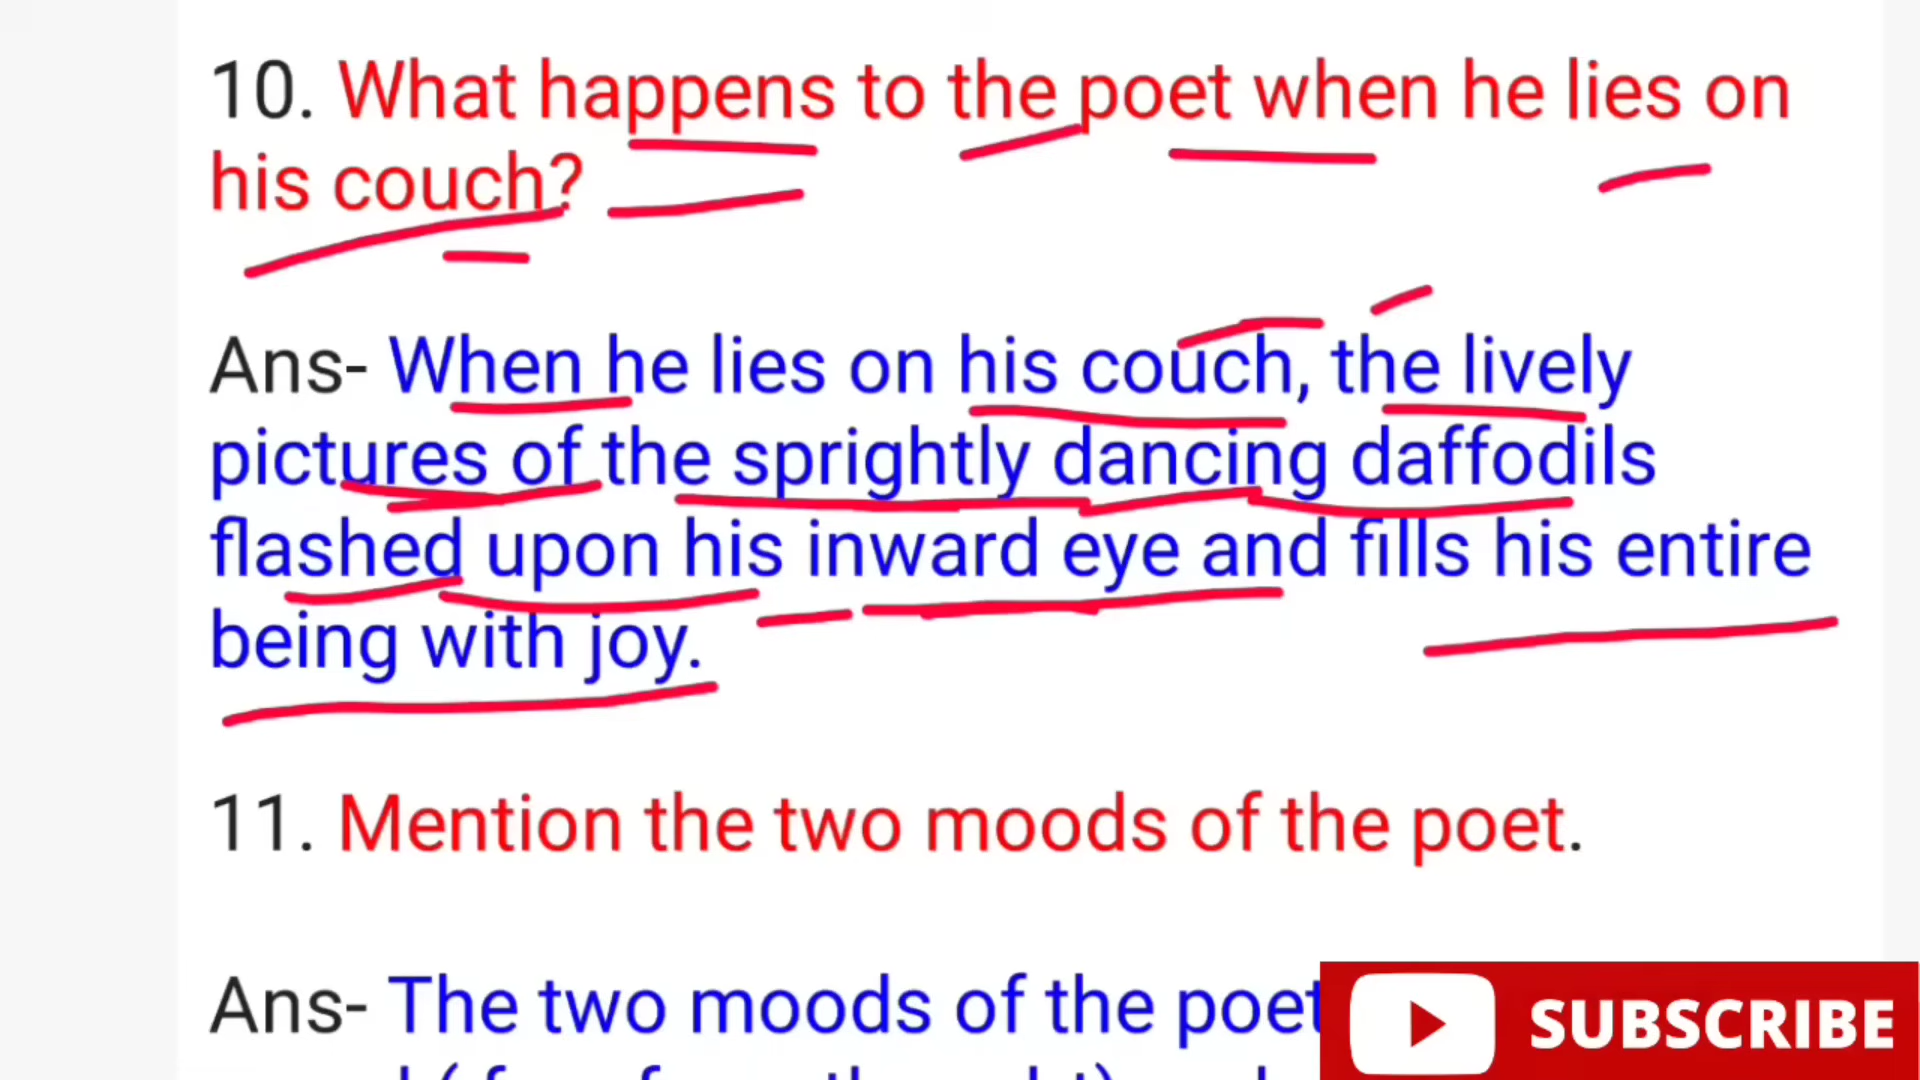 10. What happens to the poet when he lies on
his couch?
Ans- When he lies on his couch, the lively
pictures of the sprightly dancing daffodils
flashed upon his inward eye and fills his entire
being with joy.
11. Mention the two moods of the poet.
Ans- The two moods of the poet
SUBSCRIBE